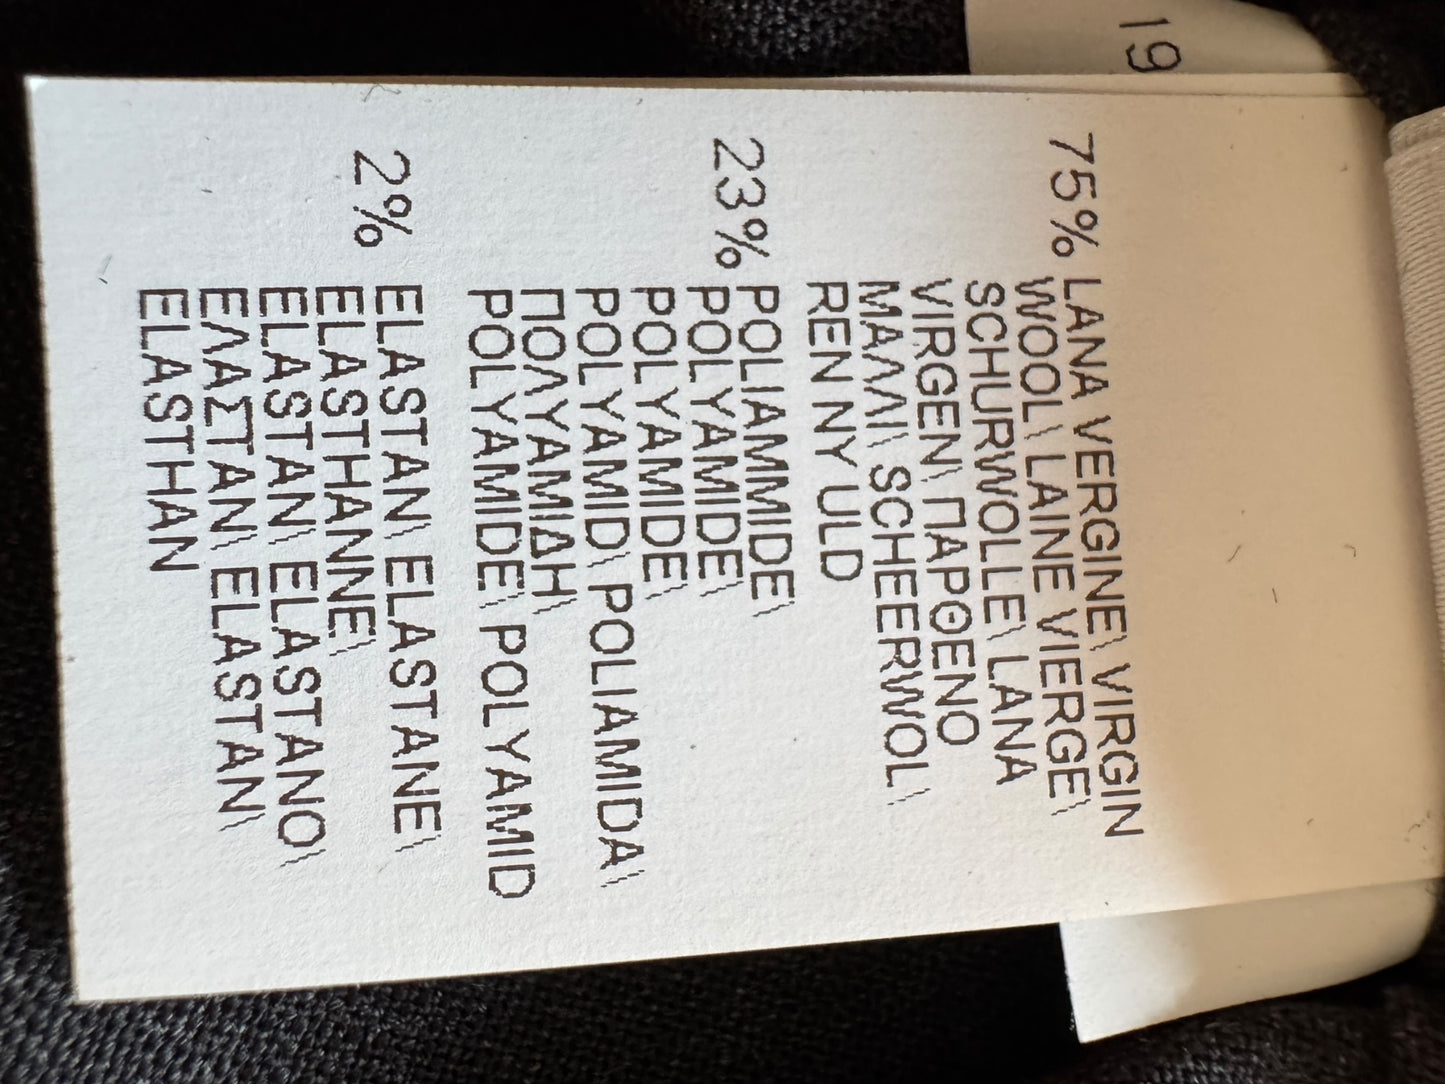 19
75% LANA VERGINE\ VIRGIN
WOOL\ LAINE VIERGE\
SCHURWOLLE\ LANA
VIRGEN\ ΠΑΡΘΕΝΟ
ΜΑΛΛΙ\ SCHEERWOL\
REN NY ULD
23% POLIAMMIDE\
POLYAMIDE\
POLYAMIDE\
POLYAMID\ POLIAMIDA\
ΠΟΛΥΑΜΙΔΗ\
POLYAMIDE\ POLYAMID
2% ELASTAN\ ELASTANE\
ELASTHANNE\
ELASTAN\ ELASTANO\
ΕΛΑΣΤΑΝ\ ELASTAN\
ELASTHAN